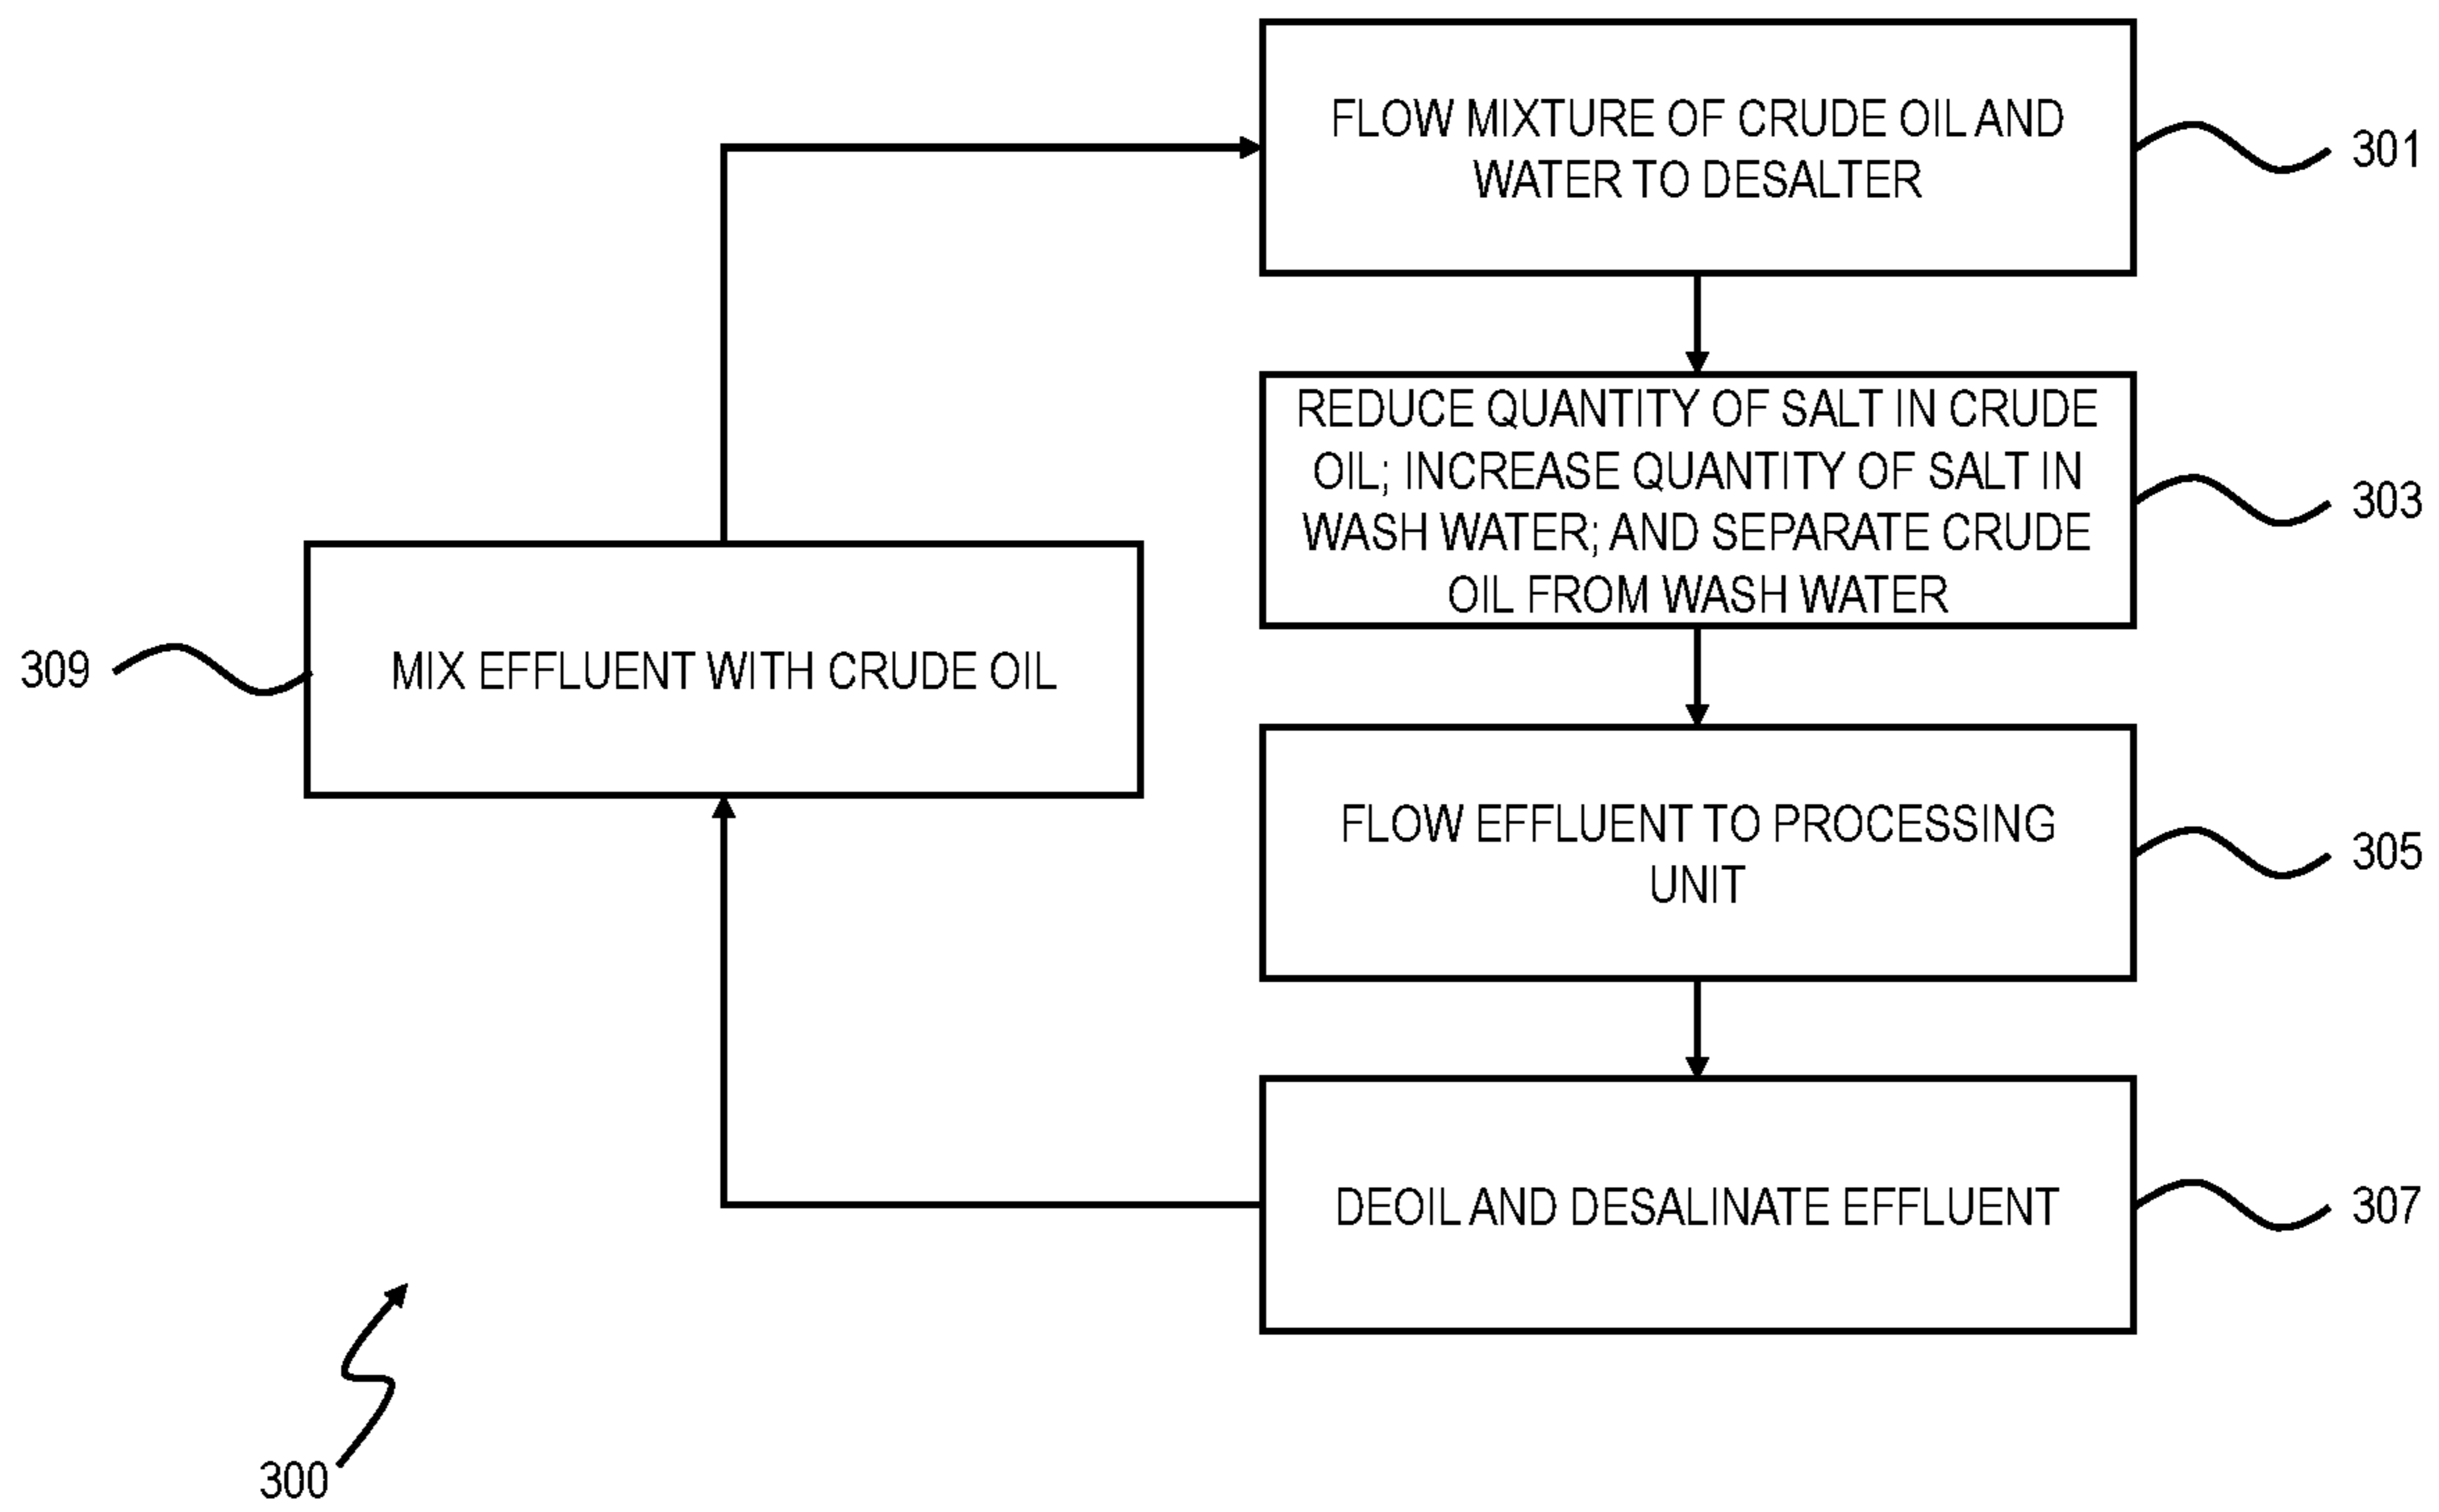 FLOW MIXTURE OF CRUDE OIL AND
WATER TO DESALTER
301
REDUCE QUANTITY OF SALT IN CRUDE
OIL; INCREASE QUANTITY OF SALT IN
WASH WATER; AND SEPARATE CRUDE
OIL FROM WASH WATER
303
309
MIX EFFLUENT WITH CRUDE OIL
FLOW EFFLUENT TO PROCESSING
UNIT
305
DEOIL AND DESALINATE EFFLUENT
307
300